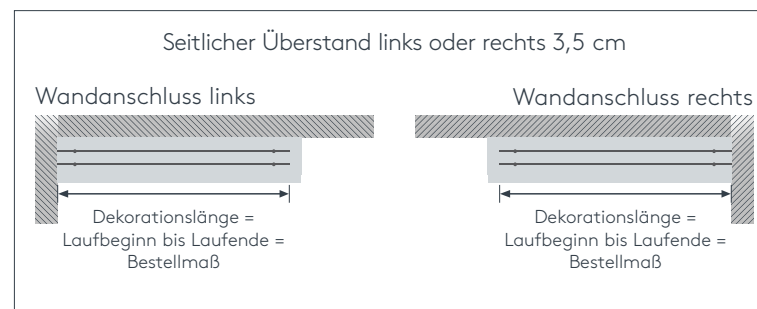 Seitlicher Überstand links oder rechts 3,5 cm
Wandanschluss links
Dekorationslänge =
Laufbeginn bis Laufende =
Bestellmaß
Wandanschluss rechts
Dekorationslänge =
Laufbeginn bis Laufende =
Bestellmaß